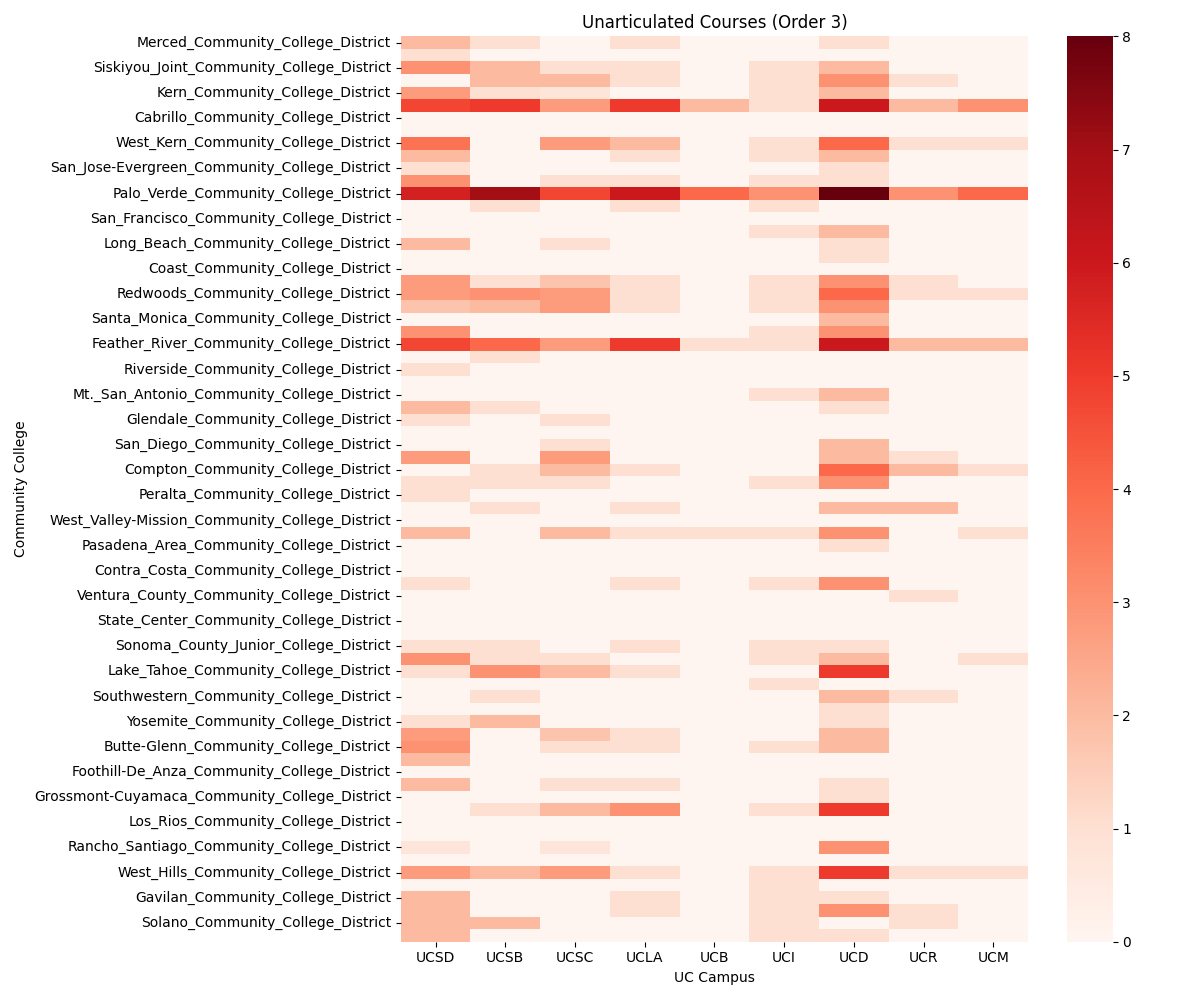 Unarticulated Courses (Order 3)
Community College
Merced_Community_College_District
Siskiyou_Joint_Community_College_District
Kern_Community_College_District
Cabrillo_Community_College_District
West_Kern_Community_College_District
San_Jose-Evergreen_Community_College_District
Palo_Verde_Community_College_District
San_Francisco_Community_College_District
Long_Beach_Community_College_District
Coast_Community_College_District
Redwoods_Community_College_District
Santa_Monica_Community_College_District
Feather_River_Community_College_District
Riverside_Community_College_District
Mt._San_Antonio_Community_College_District
Glendale_Community_College_District
San_Diego_Community_College_District
Compton_Community_College_District
Peralta_Community_College_District
West_Valley-Mission_Community_College_District
Pasadena_Area_Community_College_District
Contra_Costa_Community_College_District
Ventura_County_Community_College_District
State_Center_Community_College_District
Sonoma_County_Junior_College_District
Lake_Tahoe_Community_College_District
Southwestern_Community_College_District
Yosemite_Community_College_District
Butte-Glenn_Community_College_District
Foothill-De_Anza_Community_College_District
Grossmont-Cuyamaca_Community_College_District
Los_Rios_Community_College_District
Rancho_Santiago_Community_College_District
West_Hills_Community_College_District
Gavilan_Community_College_District
Solano_Community_College_District
UCSD UCSB UCSC UCLA UCB UCI UCD UCR UCM
UC Campus
8
7
6
5
4
3
2
1
0